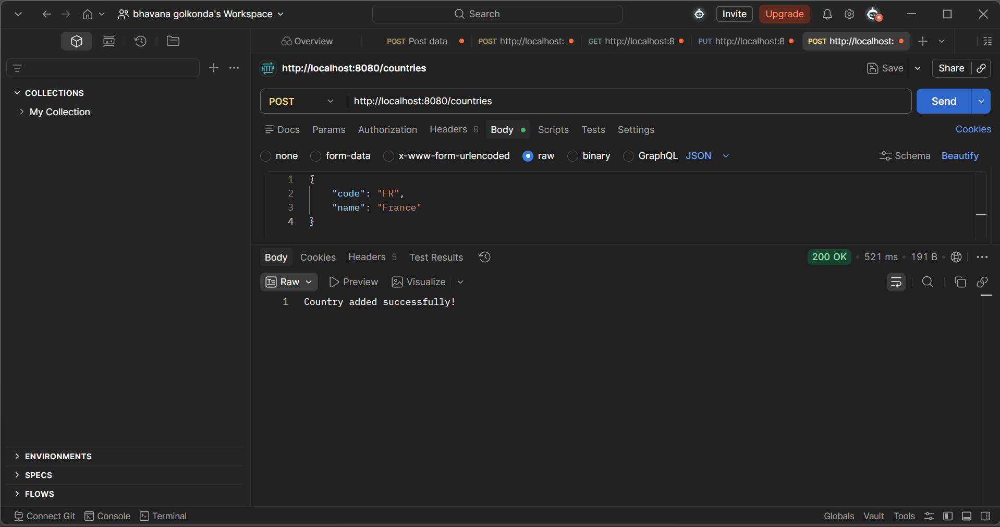 bhavana golkonda's Workspace
Search
Invite
Upgrade
B
Overview
POST Post data
POST http://localhost:
GET http://localhost:8
PUT http://localhost:8
POST http://localhost:
HTTP http://localhost:8080/countries
Save
Share
COLLECTIONS
My Collection
POST http://localhost:8080/countries
Send
Docs Params Authorization Headers 8 Body Scripts Tests Settings
Cookies
none form-data x-www-form-urlencoded raw binary GraphQL JSON
Schema Beautify
1 {
2 "code": "FR",
3 "name": "France"
4 }
Body Cookies Headers 5 Test Results
200 OK • 521 ms • 191 B •
Raw Preview Visualize
1 Country added successfully!
ENVIRONMENTS
SPECS
FLOWS
Connect Git Console Terminal
Globals Vault Tools